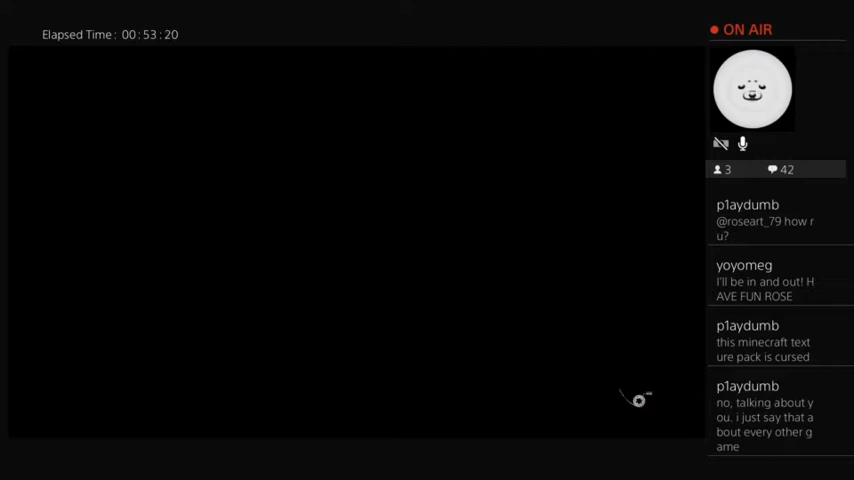 Elapsed Time: 00:53:20
ON AIR
3 42
p1aydumb
@roseart_79 how r
u?
yoyomeg
I'll be in and out! H
AVE FUN ROSE
p1aydumb
this minecraft text
ure pack is cursed
p1aydumb
no, talking about y
ou. i just say that a
bout every other g
ame